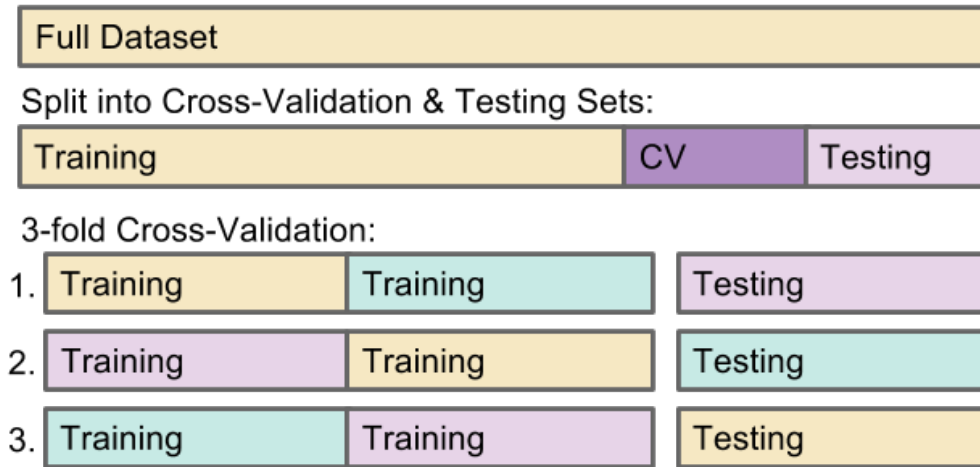 Full Dataset
Split into Cross-Validation & Testing Sets:
Training CV Testing
3-fold Cross-Validation:
1. Training Training Testing
2. Training Training Testing
3. Training Training Testing